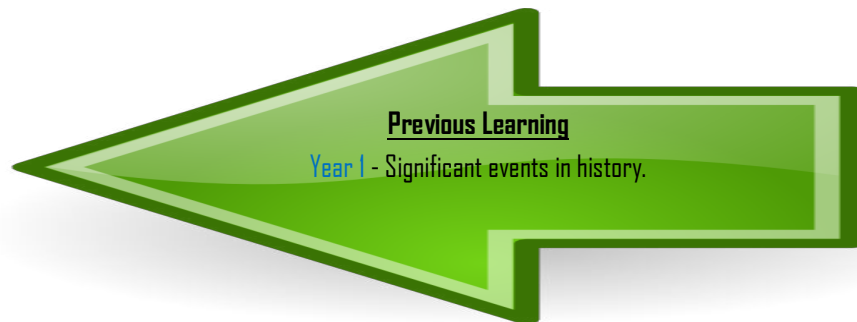 Previous Learning
Year 1 - Significant events in history.